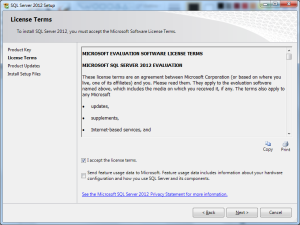 SQL Server 2012 Setup
License Terms
To install SQL Server 2012, you must accept the Microsoft Software License Terms.
Product Key
License Terms
Product Updates
Install Setup Files
MICROSOFT EVALUATION SOFTWARE LICENSE TERMS
MICROSOFT SQL SERVER 2012 EVALUATION
These license terms are an agreement between Microsoft Corporation (or based on where you
live, one of its affiliates) and you. Please read them. They apply to the evaluation software
named above, which includes the media on which you received it, if any. The terms also apply to
any Microsoft
• updates,
• supplements,
• Internet-based services, and
Copy
Print
I accept the license terms.
Send feature usage data to Microsoft. Feature usage data includes information about your hardware
configuration and how you use SQL Server and its components.
See the Microsoft SQL Server 2012 Privacy Statement for more information.
< Back
Next >
Cancel